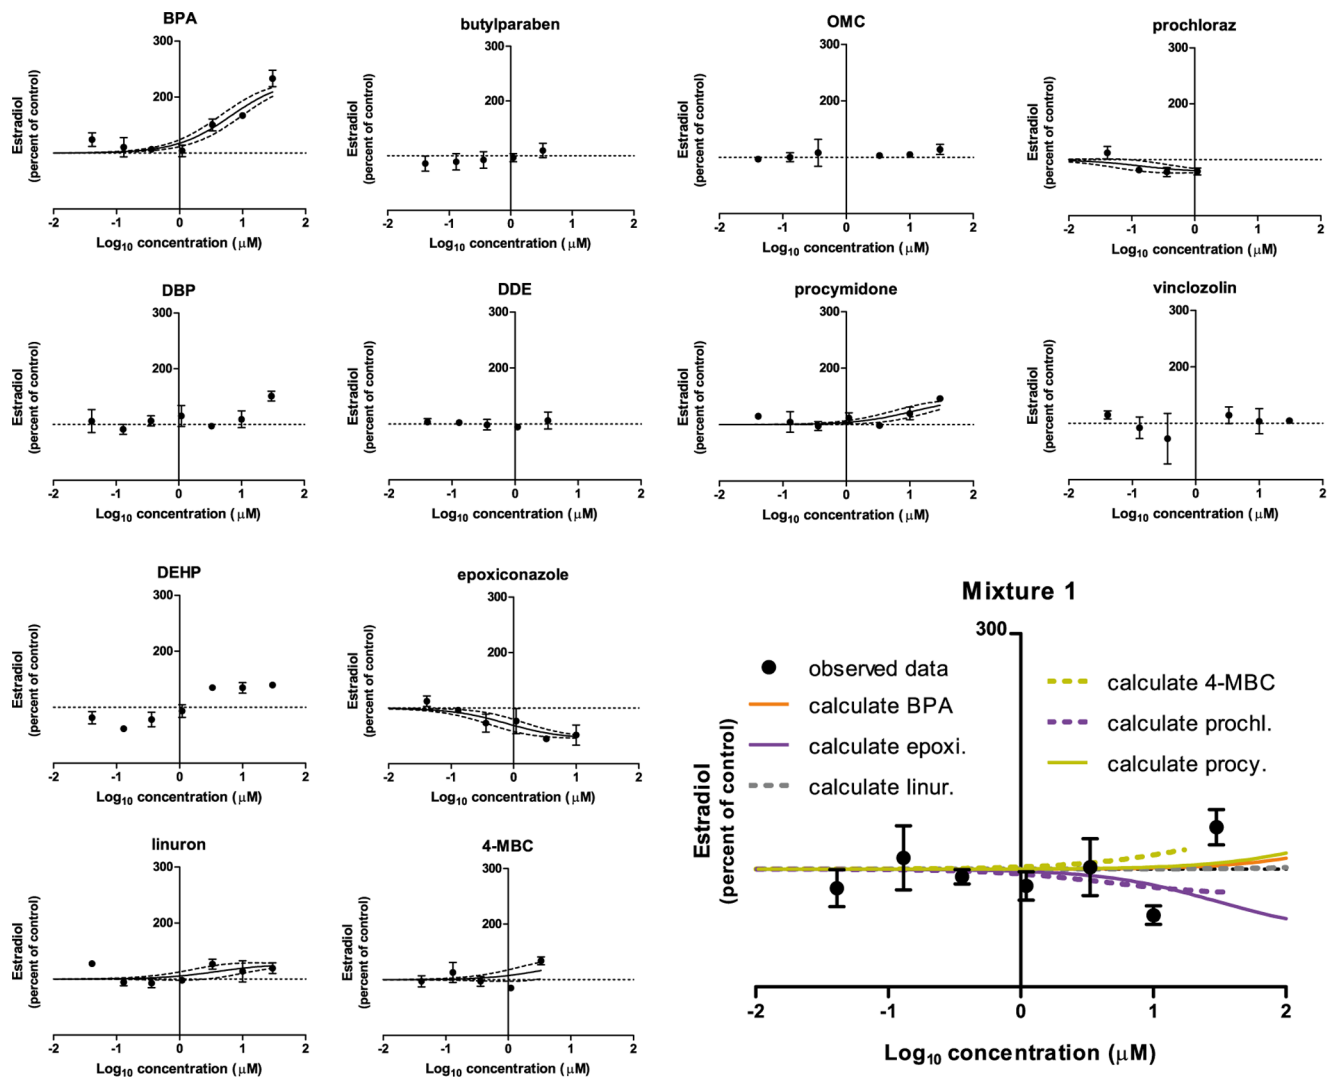 BPA
300
200
Estradiol
(percent of control)
-2 -1 0 1 2
Log10 concentration (μM)
butylparaben
300
200
Estradiol
(percent of control)
-2 -1 0 1 2
Log10 concentration (μM)
OMC
300
200
Estradiol
(percent of control)
-2 -1 0 1 2
Log10 concentration (μM)
prochloraz
300
200
Estradiol
(percent of control)
-2 -1 0 1 2
Log10 concentration (μM)
DBP
300
200
Estradiol
(percent of control)
-2 -1 0 1 2
Log10 concentration (μM)
DDE
300
200
Estradiol
(percent of control)
-2 -1 0 1 2
Log10 concentration (μM)
procymidone
300
200
Estradiol
(percent of control)
-2 -1 0 1 2
Log10 concentration (μM)
vinclozolin
300
200
Estradiol
(percent of control)
-2 -1 0 1 2
Log10 concentration (μM)
DEHP
300
200
Estradiol
(percent of control)
-2 -1 0 1 2
Log10 concentration (μM)
epoxiconazole
300
200
Estradiol
(percent of control)
-2 -1 0 1 2
Log10 concentration (μM)
linuron
300
200
Estradiol
(percent of control)
-2 -1 0 1 2
Log10 concentration (μM)
4-MBC
300
200
Estradiol
(percent of control)
-2 -1 0 1 2
Log10 concentration (μM)
Mixture 1
300
observed data
calculate BPA
calculate epoxi.
calculate linur.
calculate 4-MBC
calculate prochl.
calculate procy.
Estradiol
(percent of control)
-2 -1 0 1 2
Log10 concentration (μM)